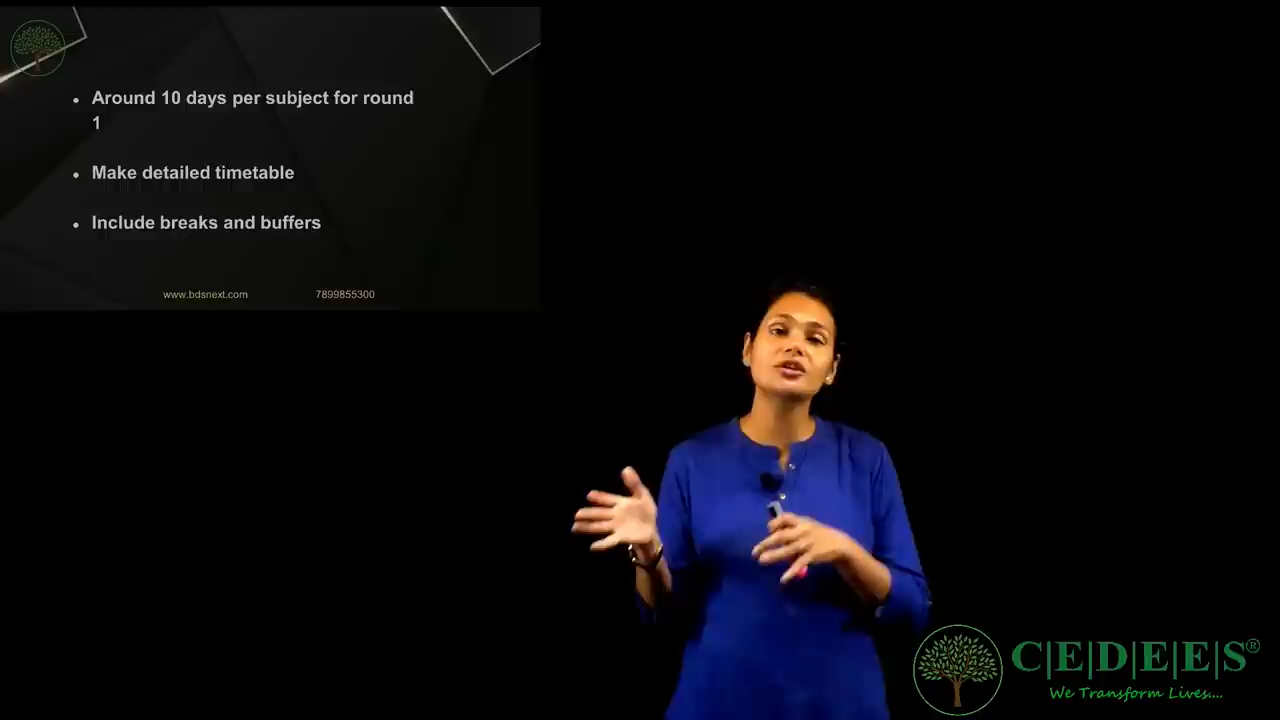 Around 10 days per subject for round
1
Make detailed timetable
Include breaks and buffers
www.bdsnext.com 7899855300
C|E|D|E|E|S®
We Transform Lives....